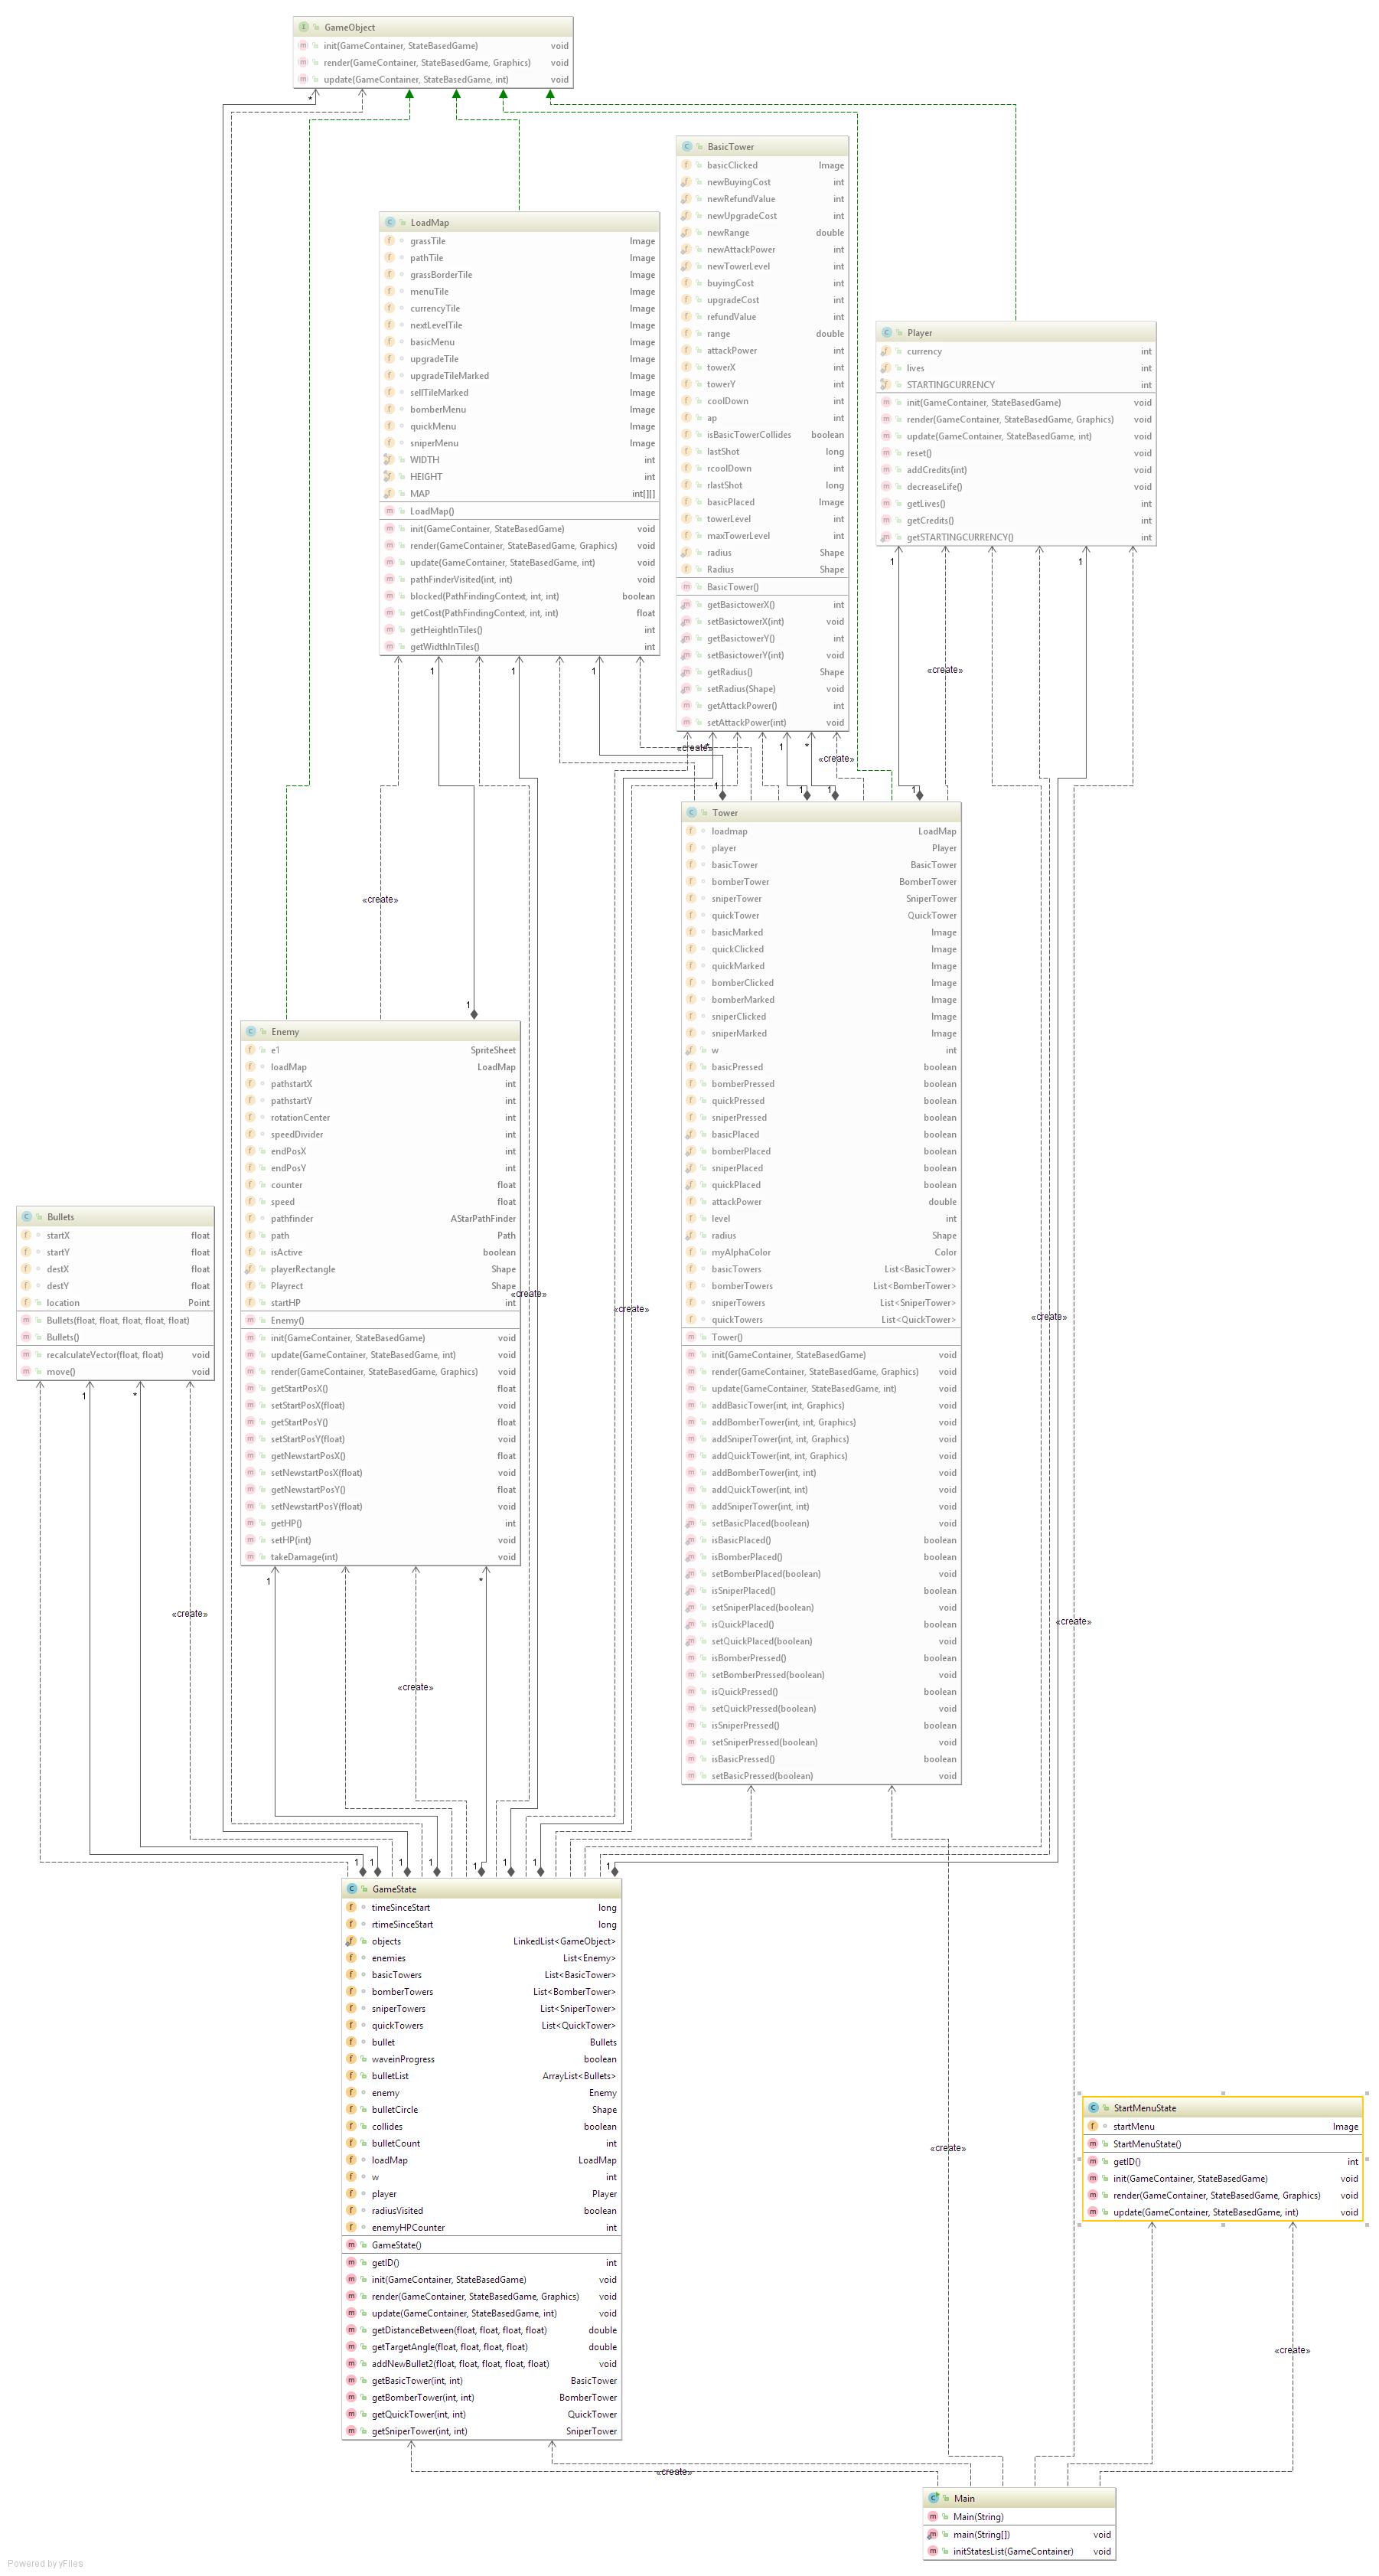 GameObject
init(GameContainer, StateBasedGame) void
render(GameContainer, StateBasedGame, Graphics) void
update(GameContainer, StateBasedGame, int) void
*
BasicTower
basicClicked Image
newBuyingCost int
newRefundValue int
newUpgradeCost int
newRange double
newAttackPower int
newTowerLevel int
buyingCost int
upgradeCost int
refundValue int
range double
attackPower int
towerX int
towerY int
coolDown int
ap int
isBasicTowerCollides boolean
lastShot long
rcoolDown int
rlastShot long
basicPlaced Image
towerLevel int
maxTowerLevel int
radius Shape
Radius Shape
BasicTower()
getBasictowerX() int
setBasictowerX(int) void
getBasictowerY() int
setBasictowerY(int) void
getRadius() Shape
setRadius(Shape) void
getAttackPower() int
setAttackPower(int) void
LoadMap
grassTile Image
pathTile Image
grassBorderTile Image
menuTile Image
currencyTile Image
nextLevelTile Image
basicMenu Image
upgradeTile Image
upgradeTileMarked Image
sellTileMarked Image
bomberMenu Image
quickMenu Image
sniperMenu Image
WIDTH int
HEIGHT int
MAP int[][]
LoadMap()
init(GameContainer, StateBasedGame) void
render(GameContainer, StateBasedGame, Graphics) void
update(GameContainer, StateBasedGame, int) void
pathFinderVisited(int, int) void
blocked(PathFindingContext, int, int) boolean
getCost(PathFindingContext, int, int) float
getHeightInTiles() int
getWidthInTiles() int
Player
currency int
lives int
STARTINGCURRENCY int
init(GameContainer, StateBasedGame) void
render(GameContainer, StateBasedGame, Graphics) void
update(GameContainer, StateBasedGame, int) void
reset() void
addCredits(int) void
decreaseLife() void
getLives() int
getCredits() int
getSTARTINGCURRENCY() int
1 1
1 1 1
«create»
«create» * 1 *
«create»
1 1 1 1
Tower
loadmap LoadMap
player Player
basicTower BasicTower
bomberTower BomberTower
sniperTower SniperTower
quickTower QuickTower
basicMarked Image
quickClicked Image
quickMarked Image
bomberClicked Image
bomberMarked Image
sniperClicked Image
sniperMarked Image
w int
basicPressed boolean
bomberPressed boolean
quickPressed boolean
sniperPressed boolean
basicPlaced boolean
bomberPlaced boolean
sniperPlaced boolean
quickPlaced boolean
attackPower double
level int
radius Shape
myAlphaColor Color
basicTowers List<BasicTower>
bomberTowers List<BomberTower>
sniperTowers List<SniperTower>
quickTowers List<QuickTower>
Tower()
init(GameContainer, StateBasedGame) void
render(GameContainer, StateBasedGame, Graphics) void
update(GameContainer, StateBasedGame, int) void
addBasicTower(int, int, Graphics) void
addBomberTower(int, int, Graphics) void
addSniperTower(int, int, Graphics) void
addQuickTower(int, int, Graphics) void
addBomberTower(int, int) void
addQuickTower(int, int) void
addSniperTower(int, int) void
setBasicPlaced(boolean) void
isBasicPlaced() boolean
isBomberPlaced() boolean
setBomberPlaced(boolean) void
isSniperPlaced() boolean
setSniperPlaced(boolean) void
isQuickPlaced() boolean
setQuickPlaced(boolean) void
isBomberPressed() boolean
setBomberPressed(boolean) void
isQuickPressed() boolean
setQuickPressed(boolean) void
isSniperPressed() boolean
setSniperPressed(boolean) void
isBasicPressed() boolean
setBasicPressed(boolean) void
«create»
1
Enemy
e1 SpriteSheet
loadMap LoadMap
pathstartX int
pathstartY int
rotationCenter int
speedDivider int
endPosX int
endPosY int
counter float
speed float
pathfinder AStarPathFinder
path Path
isActive boolean
playerRectangle Shape
Playrect Shape
startHP int
Enemy()
init(GameContainer, StateBasedGame) void
update(GameContainer, StateBasedGame, int) void
render(GameContainer, StateBasedGame, Graphics) void
getStartPosX() float
setStartPosX(float) void
getStartPosY() float
setStartPosY(float) void
getNewstartPosX() float
setNewstartPosX(float) void
getNewstartPosY() float
setNewstartPosY(float) void
getHP() int
setHP(int) void
takeDamage(int) void
Bullets
startX float
startY float
destX float
destY float
location Point
Bullets(float, float, float, float, float)
Bullets()
recalculateVector(float, float) void
move() void
«create»
«create»
«create»
1 *
1 *
«create»
«create»
«create»
1 1 1 1 1 1 1 1
GameState
timeSinceStart long
rtimeSinceStart long
objects LinkedList<GameObject>
enemies List<Enemy>
basicTowers List<BasicTower>
bomberTowers List<BomberTower>
sniperTowers List<SniperTower>
quickTowers List<QuickTower>
bullet Bullets
waveinProgress boolean
bulletList ArrayList<Bullets>
enemy Enemy
bulletCircle Shape
collides boolean
bulletCount int
loadMap LoadMap
w int
player Player
radiusVisited boolean
enemyHPCounter int
GameState()
getID() int
init(GameContainer, StateBasedGame) void
render(GameContainer, StateBasedGame, Graphics) void
update(GameContainer, StateBasedGame, int) void
getDistanceBetween(float, float, float, float) double
getTargetAngle(float, float, float, float) double
addNewBullet2(float, float, float, float, float) void
getBasicTower(int, int) BasicTower
getBomberTower(int, int) BomberTower
getQuickTower(int, int) QuickTower
getSniperTower(int, int) SniperTower
StartMenuState
startMenu Image
StartMenuState()
getID() int
init(GameContainer, StateBasedGame) void
render(GameContainer, StateBasedGame, Graphics) void
update(GameContainer, StateBasedGame, int) void
«create»
«create»
«create»
Main
Main(String)
main(String[]) void
initStatesList(GameContainer) void
Powered by yFiles